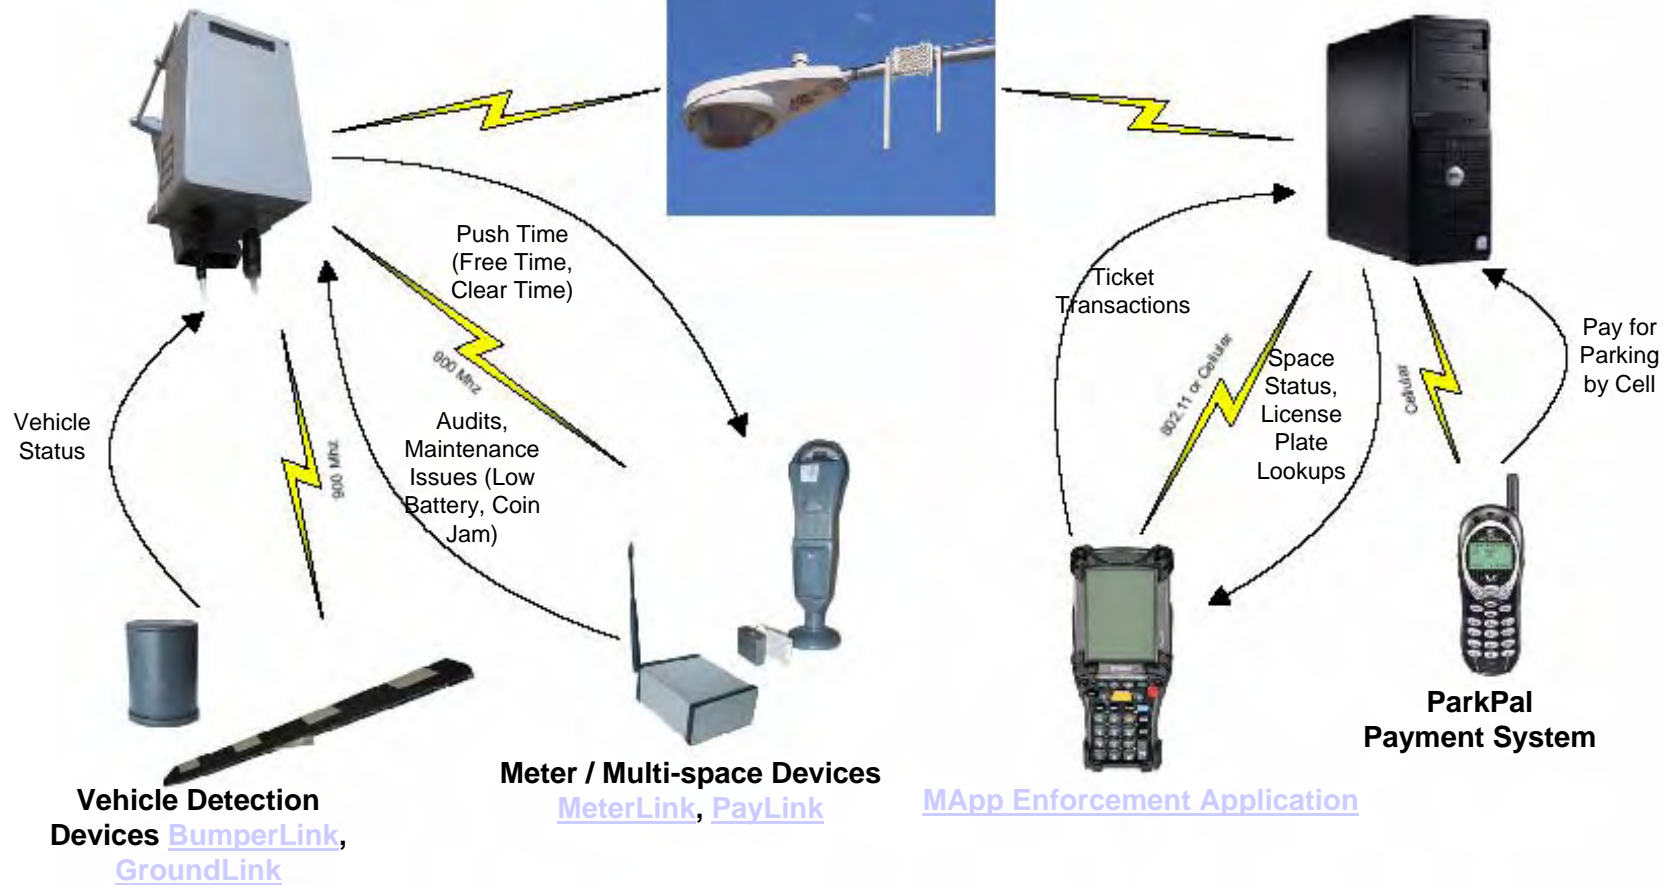 Push Time
(Free Time,
Clear Time)
Ticket
Transactions
Pay for
Parking
by Cell
900 Mhz
802.11 or Cellular
Space
Status,
License
Plate
Lookups
Cellular
Vehicle
Status
Audits,
Maintenance
Issues (Low
Battery, Coin
Jam)
900 Mhz
ParkPal
Payment System
Meter / Multi-space Devices
MeterLink, PayLink
MApp Enforcement Application
Vehicle Detection
Devices BumperLink,
GroundLink